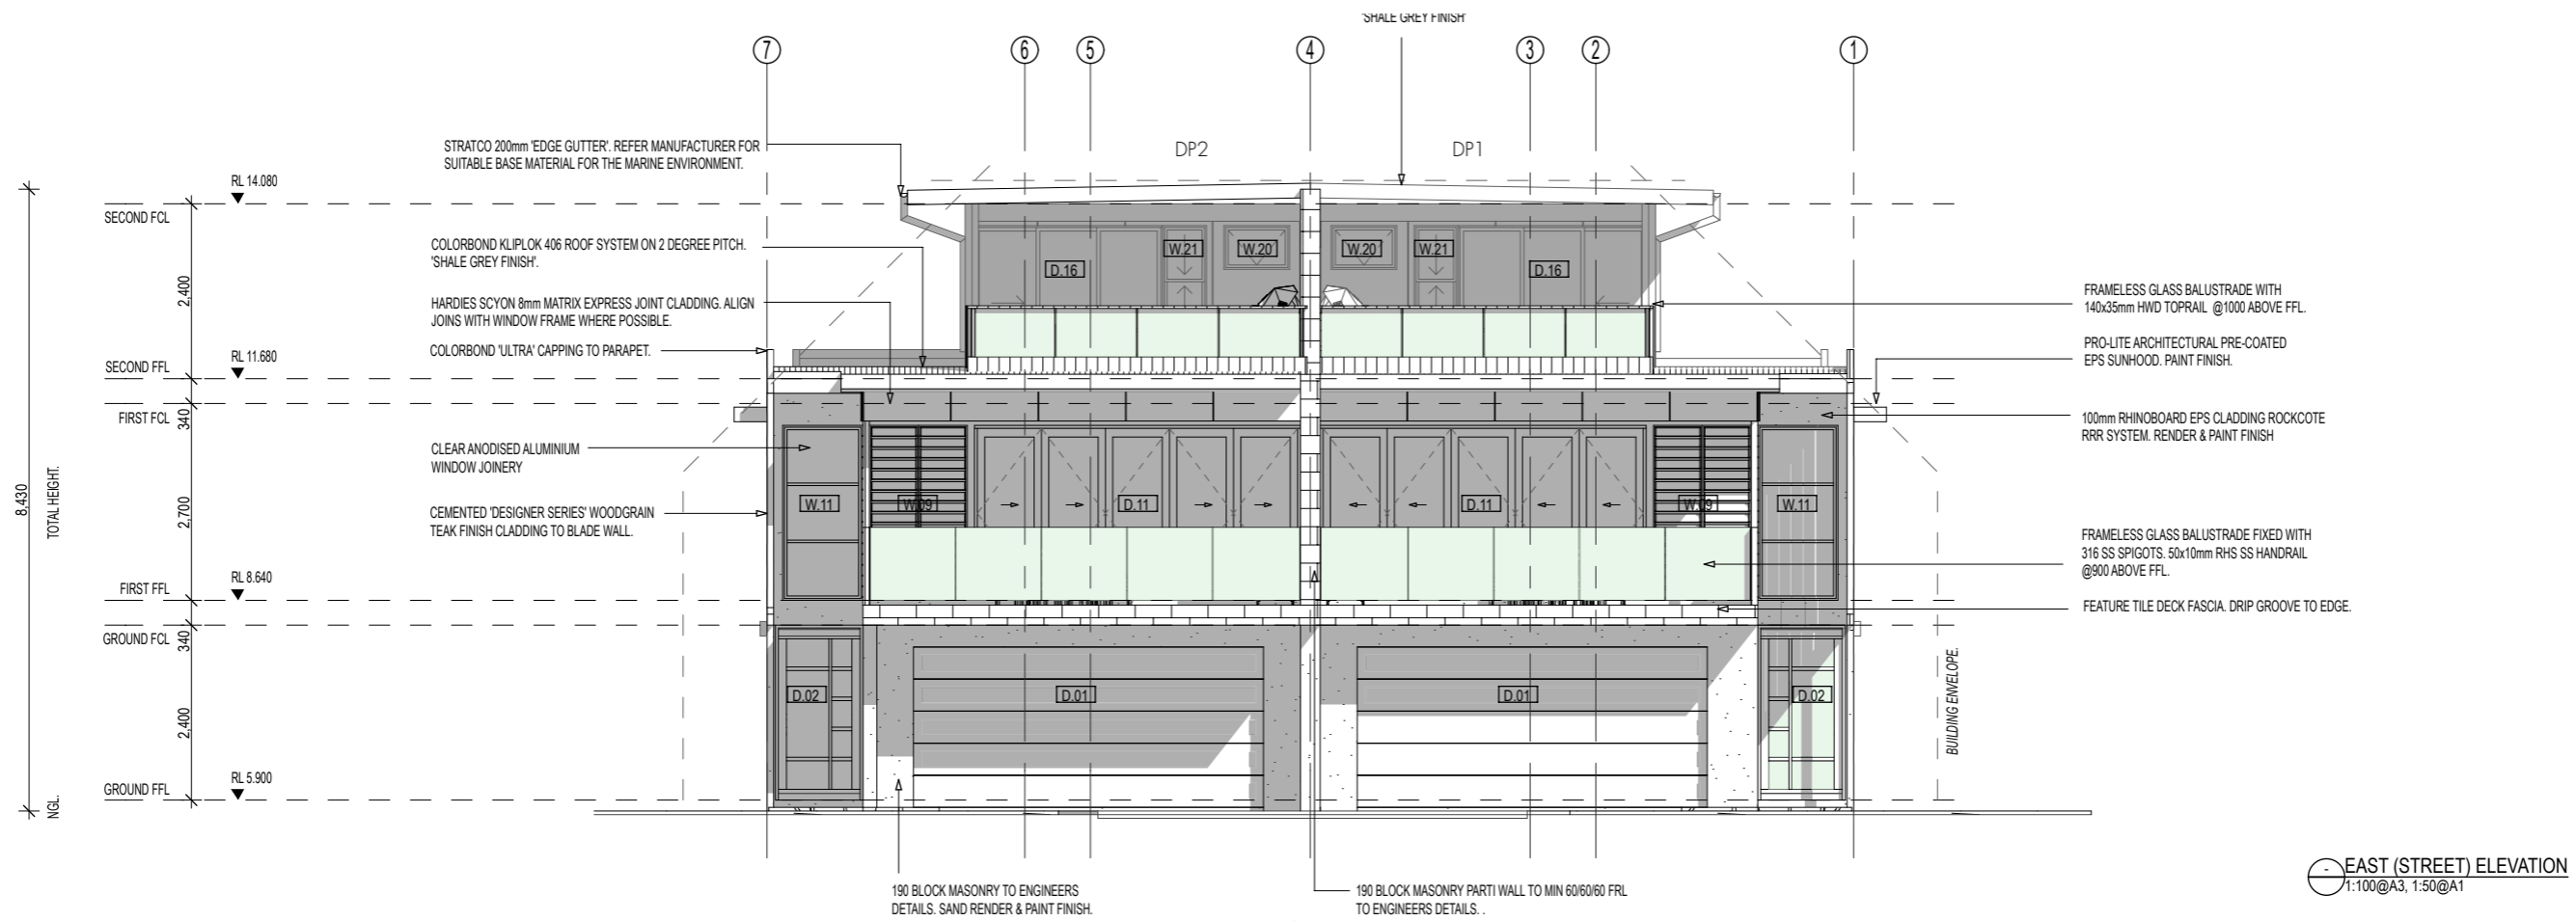 'SHALE GREY FINISH'
7
6
5
4
3
2
1
DP2
DP1
STRATCO 200mm 'EDGE GUTTER'. REFER MANUFACTURER FOR
SUITABLE BASE MATERIAL FOR THE MARINE ENVIRONMENT.
RL 14.080
SECOND FCL
COLORBOND KLIPLOK 406 ROOF SYSTEM ON 2 DEGREE PITCH.
'SHALE GREY FINISH'.
W.21
W.20
W.20
W.21
D.16
D.16
2,400
HARDIES SCYON 8mm MATRIX EXPRESS JOINT CLADDING. ALIGN
JOINS WITH WINDOW FRAME WHERE POSSIBLE.
FRAMELESS GLASS BALUSTRADE WITH
140x35mm HWD TOPRAIL @1000 ABOVE FFL.
COLORBOND 'ULTRA' CAPPING TO PARAPET.
PRO-LITE ARCHITECTURAL PRE-COATED
EPS SUNHOOD. PAINT FINISH.
RL 11.680
SECOND FFL
340
FIRST FCL
100mm RHINOBOARD EPS CLADDING ROCKCOTE
RRR SYSTEM. RENDER & PAINT FINISH
CLEAR ANODISED ALUMINIUM
WINDOW JOINERY
8,430
TOTAL HEIGHT.
2,700
W.11
W.09
D.11
D.11
W.09
W.11
CEMENTED 'DESIGNER SERIES' WOODGRAIN
TEAK FINISH CLADDING TO BLADE WALL.
FRAMELESS GLASS BALUSTRADE FIXED WITH
316 SS SPIGOTS. 50x10mm RHS SS HANDRAIL
@900 ABOVE FFL.
RL 8.640
FIRST FFL
FEATURE TILE DECK FASCIA. DRIP GROOVE TO EDGE.
GROUND FCL
340
D.02
D.01
D.01
D.02
2,400
BUILDING ENVELOPE.
RL 5.900
GROUND FFL
NGL.
190 BLOCK MASONRY TO ENGINEERS
DETAILS. SAND RENDER & PAINT FINISH.
190 BLOCK MASONRY PARTI WALL TO MIN 60/60/60 FRL
TO ENGINEERS DETAILS. .
-
EAST (STREET) ELEVATION
1:100@A3, 1:50@A1